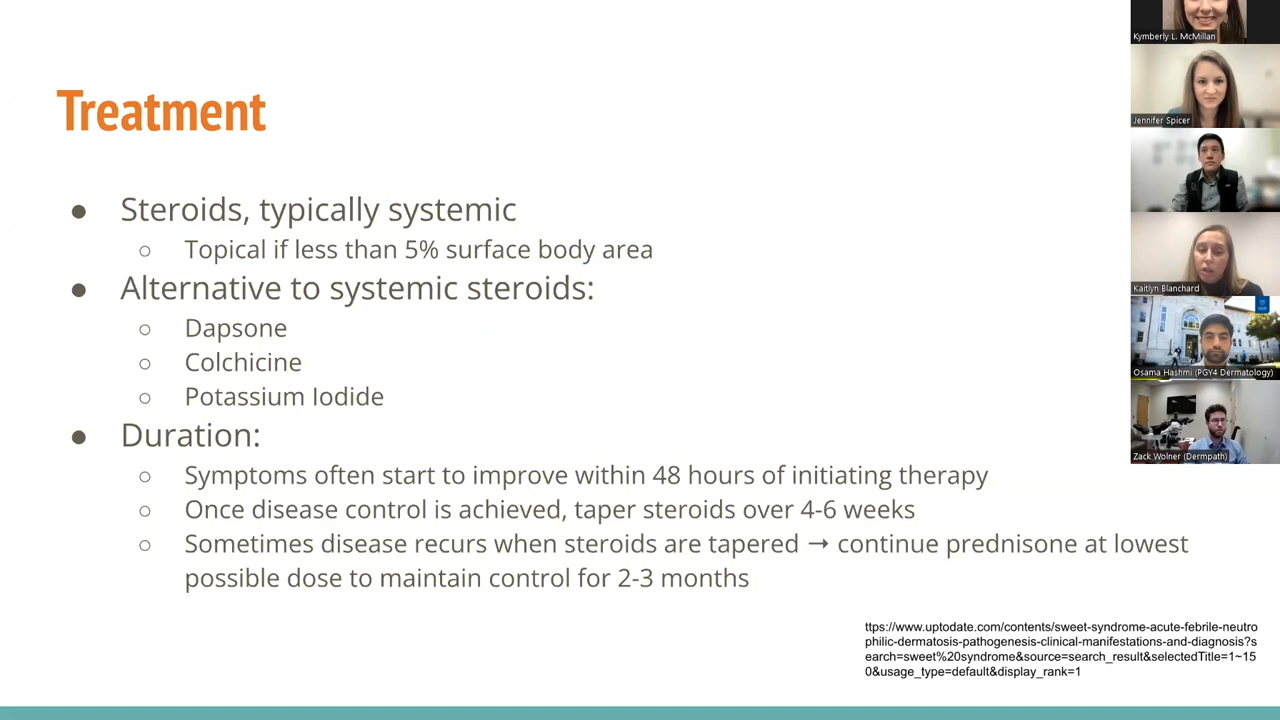 Treatment
● Steroids, typically systemic
○ Topical if less than 5% surface body area
● Alternative to systemic steroids:
○ Dapsone
○ Colchicine
○ Potassium Iodide
● Duration:
○ Symptoms often start to improve within 48 hours of initiating therapy
○ Once disease control is achieved, taper steroids over 4-6 weeks
○ Sometimes disease recurs when steroids are tapered → continue prednisone at lowest
possible dose to maintain control for 2-3 months
ttps://www.uptodate.com/contents/sweet-syndrome-acute-febrile-neutro
philic-dermatosis-pathogenesis-clinical-manifestations-and-diagnosis?s
earch=sweet%20syndrome&source=search_result&selectedTitle=1~15
0&usage_type=default&display_rank=1
Kymberly L. McMillan
Jennifer Spicer
Kaitlyn Blanchard
Osama Hashmi (PGY4 Dermatology)
Zack Wolner (Dermpath)